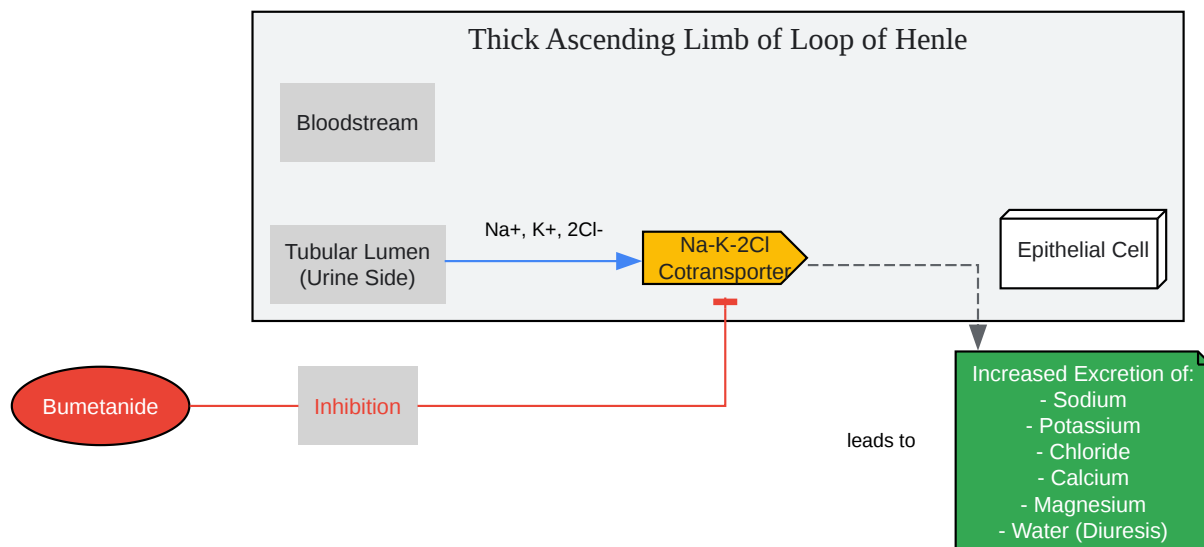 Thick Ascending Limb of Loop of Henle
Bloodstream
Na+, K+, 2Cl-
Tubular Lumen
(Urine Side)
Na-K-2Cl
Cotransporter
Epithelial Cell
Bumetanide
Inhibition
leads to
Increased Excretion of:
- Sodium
- Potassium
- Chloride
- Calcium
- Magnesium
- Water (Diuresis)